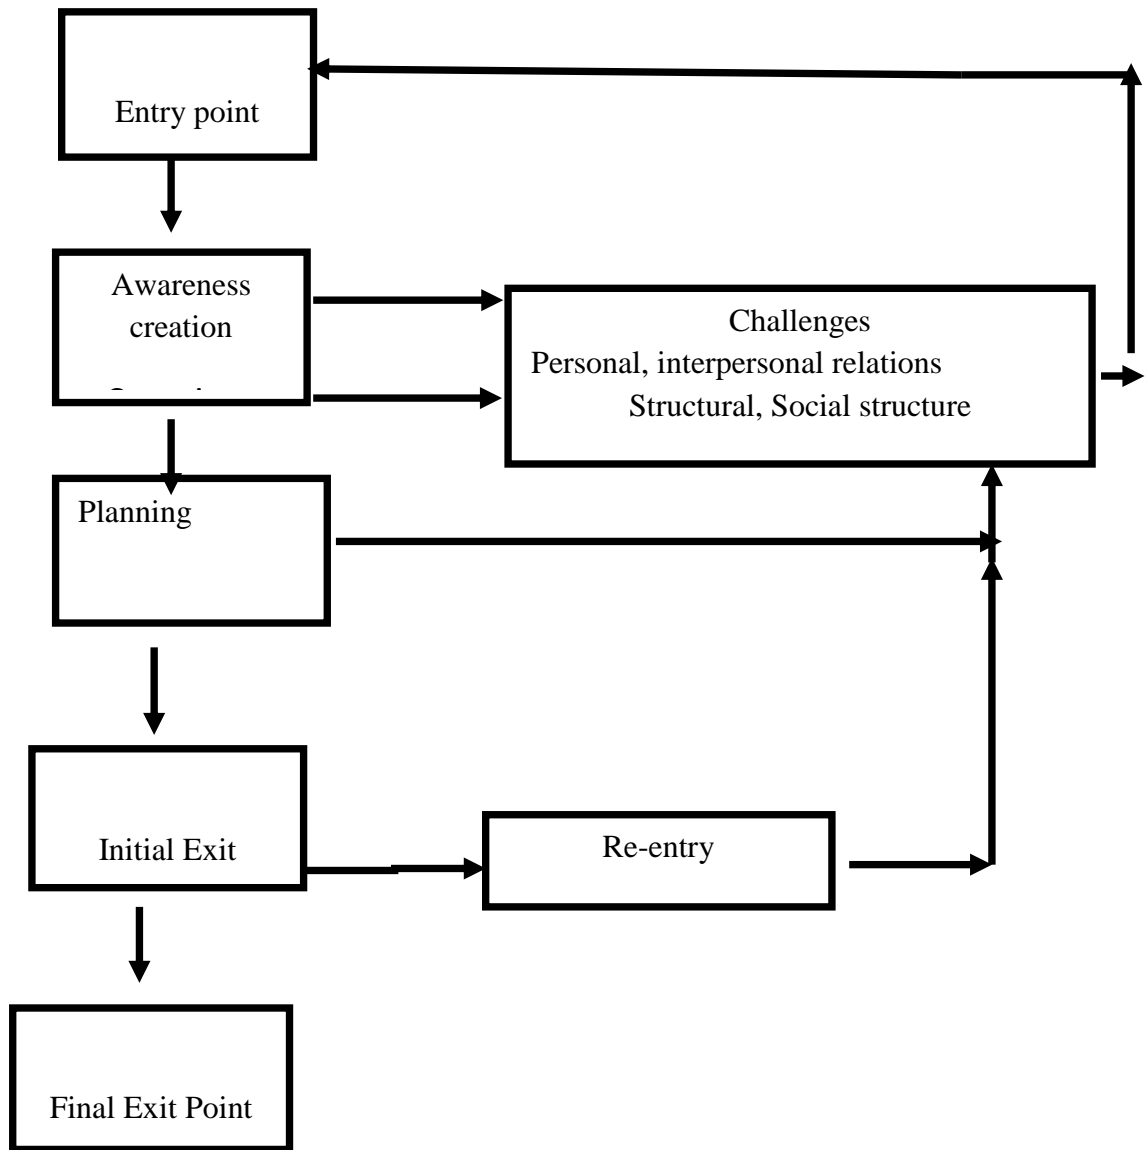 Entry point
Awareness
creation
Challenges
Personal, interpersonal relations
Structural, Social structure
Planning
Initial Exit
Re-entry
Final Exit Point